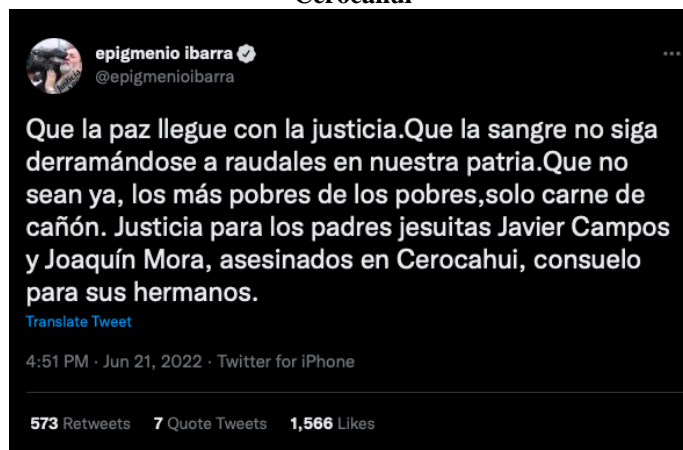 Cerocahui
epigmenio ibarra
@epigmenioibarra
Que la paz llegue con la justicia.Que la sangre no siga
derramándose a raudales en nuestra patria.Que no
sean ya, los más pobres de los pobres,solo carne de
cañón. Justicia para los padres jesuitas Javier Campos
y Joaquín Mora, asesinados en Cerocahui, consuelo
para sus hermanos.
Translate Tweet
4:51 PM · Jun 21, 2022 · Twitter for iPhone
573 Retweets 7 Quote Tweets 1,566 Likes